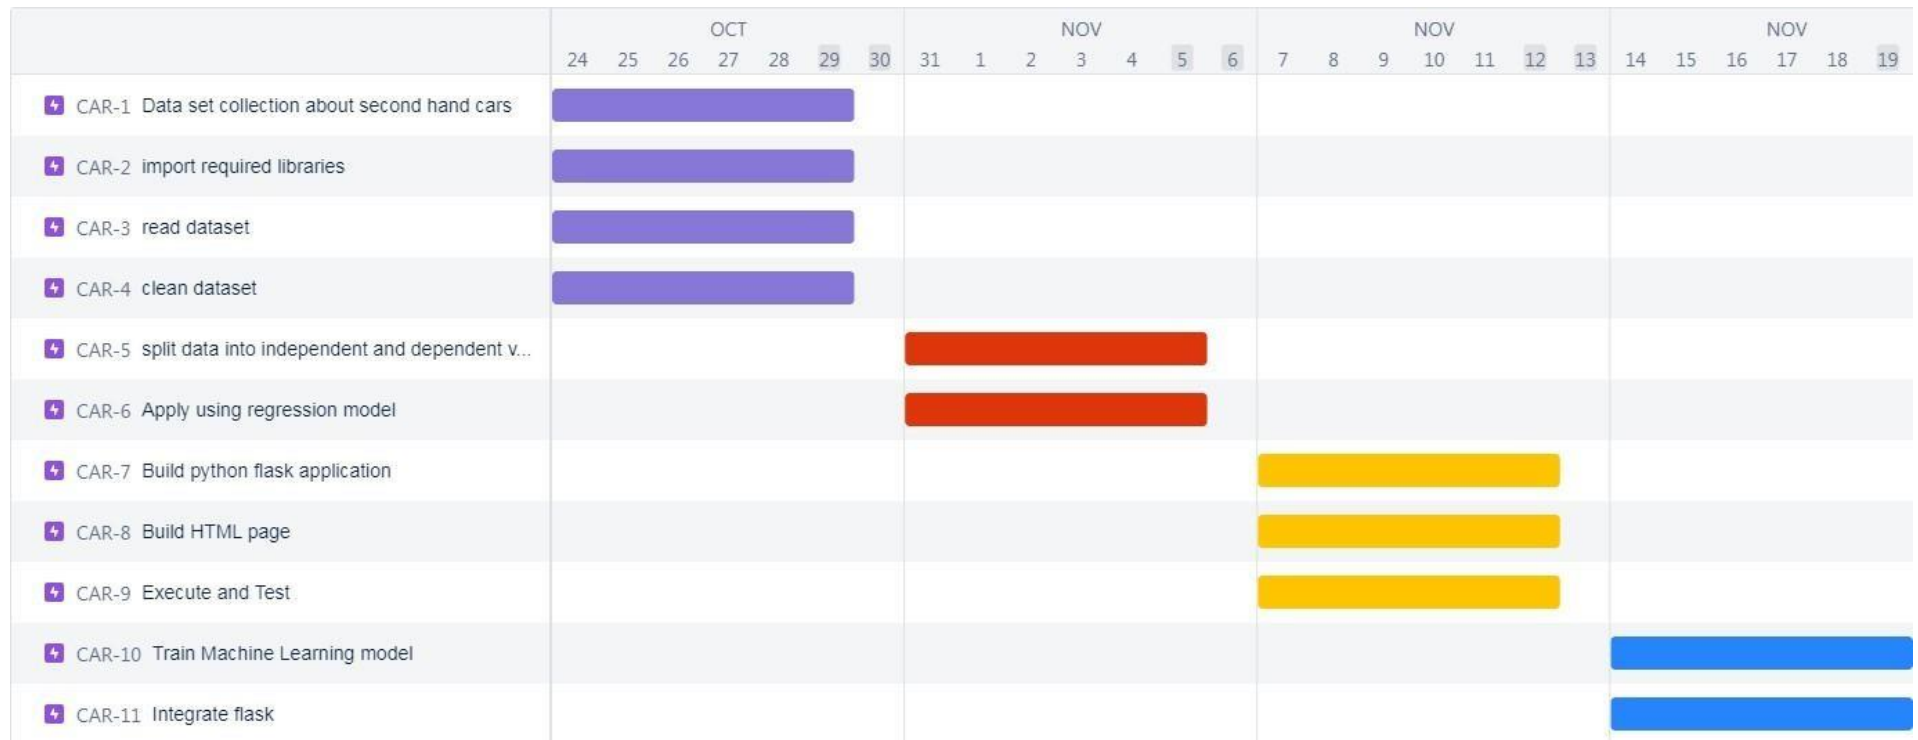 OCT NOV NOV NOV
24 25 26 27 28 29 30 31 1 2 3 4 5 6 7 8 9 10 11 12 13 14 15 16 17 18 19
CAR-1 Data set collection about second hand cars
CAR-2 import required libraries
CAR-3 read dataset
CAR-4 clean dataset
CAR-5 split data into independent and dependent v...
CAR-6 Apply using regression model
CAR-7 Build python flask application
CAR-8 Build HTML page
CAR-9 Execute and Test
CAR-10 Train Machine Learning model
CAR-11 Integrate flask